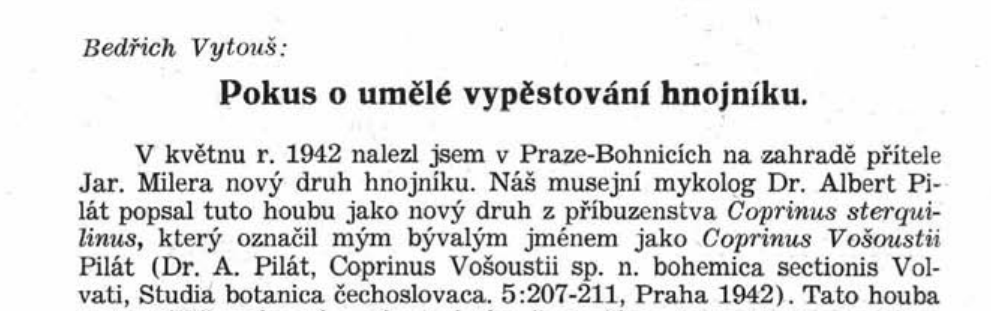 Bedřich Vytouš:
Pokus o umělé vypěstování hnojníku.
V květnu r. 1942 nalezl jsem v Praze-Bohnicích na zahradě přítele
Jar. Milera nový druh hnojníku. Náš musejní mykolog Dr. Albert Pi-
lát popsal tuto houbu jako nový druh z příbuzenstva Coprinus sterqui-
linus, který označil mým bývalým jménem jako Coprinus Vošoustii
Pilát (Dr. A. Pilát, Coprinus Vošoustii sp. n. bohemica sectionis Vol-
vati, Studia botanica čechoslovaca. 5:207-211, Praha 1942). Tato houba